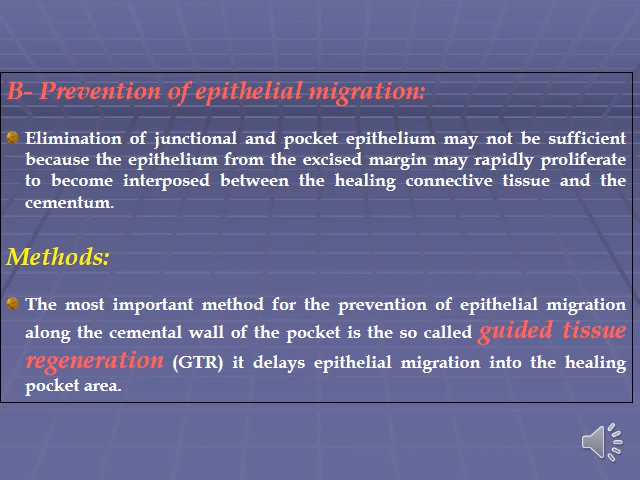 B- Prevention of epithelial migration:
Elimination of junctional and pocket epithelium may not be sufficient
because the epithelium from the excised margin may rapidly proliferate
to become interposed between the healing connective tissue and the
cementum.
Methods:
The most important method for the prevention of epithelial migration
along the cemental wall of the pocket is the so called guided tissue
regeneration (GTR) it delays epithelial migration into the healing
pocket area.